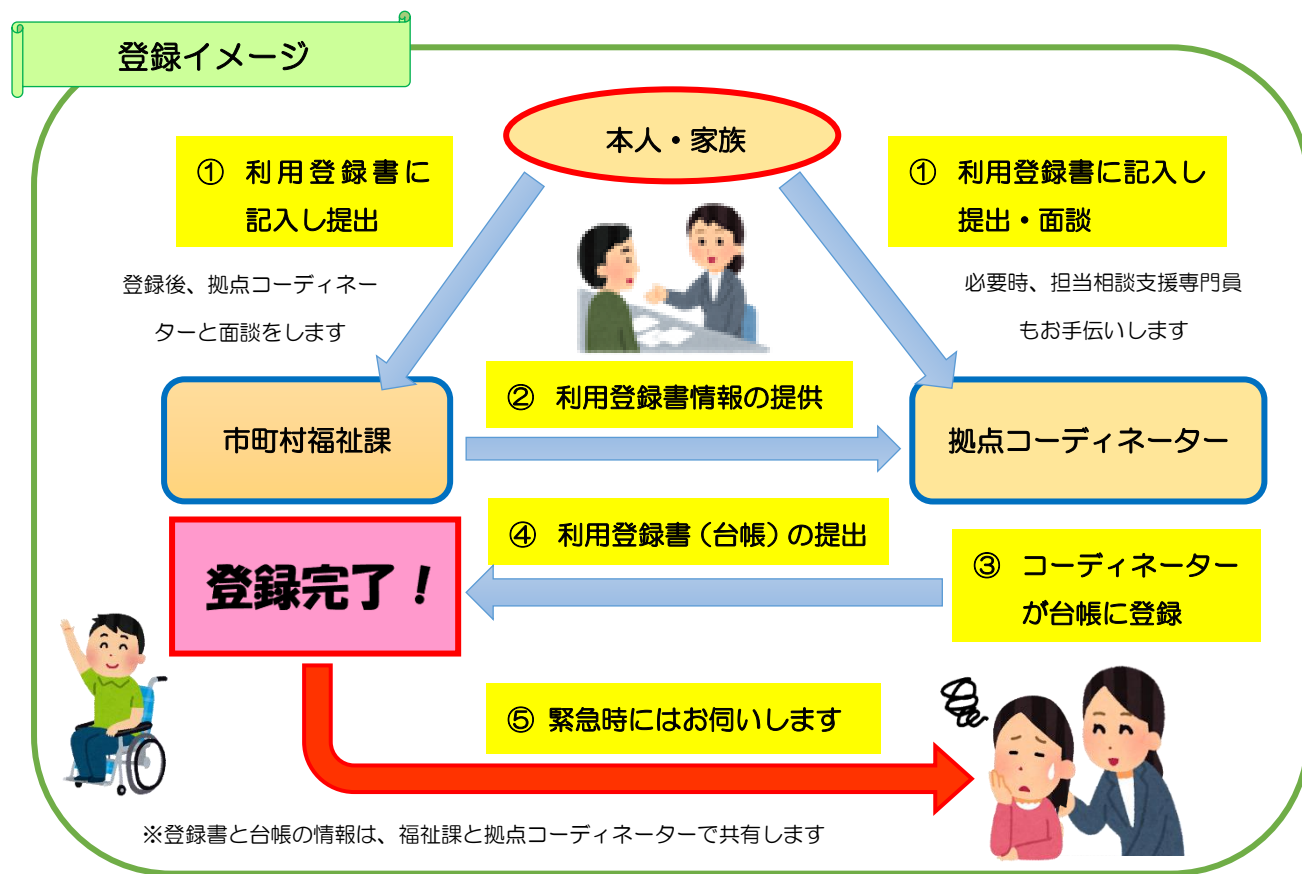 登録イメージ
本人・家族
① 利用登録書に
記入し提出
① 利用登録書に記入し
提出・面談
登録後、拠点コーディネー
ターと面談をします
必要時、担当相談支援専門員
もお手伝いします
② 利用登録書情報の提供
市町村福祉課
拠点コーディネーター
④ 利用登録書(台帳)の提出
③ コーディネーター
が台帳に登録
登録完了!
⑤ 緊急時にはお伺いします
※登録書と台帳の情報は、福祉課と拠点コーディネーターで共有します